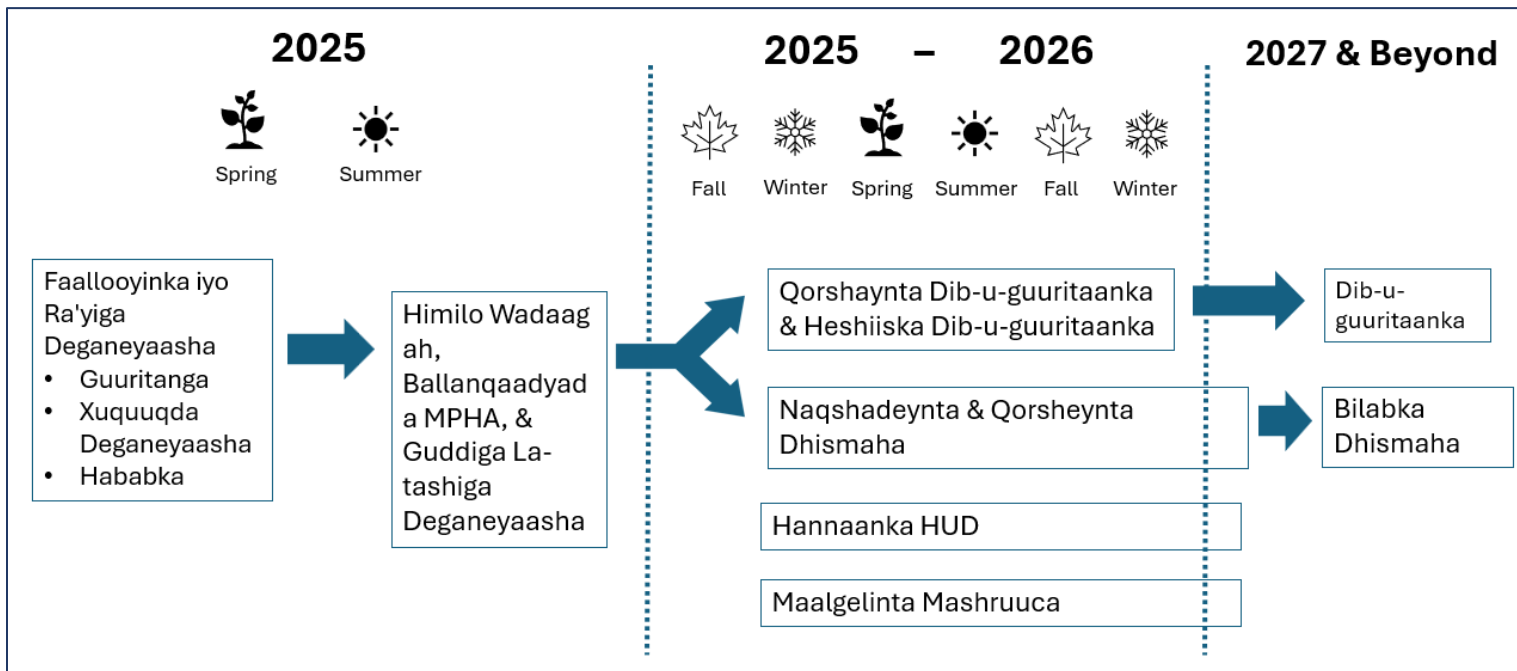 2025
2025 – 2026
2027 & Beyond
Spring
Summer
Fall
Winter
Spring
Summer
Fall
Winter
Faallooyinka iyo
Ra'yiga
Deganeyaasha
• Guuritanga
• Xuquuqda
Deganeyaasha
• Hababka
Himilo Wadaag
ah,
Ballanqaadyad
a MPHA, &
Guddiga La-
tashiga
Deganeyaasha
Qorshaynta Dib-u-guuritaanka
& Heshiiska Dib-u-guuritaanka
Dib-u-
guuritaanka
Naqshadeynta & Qorsheynta
Dhismaha
Bilabka
Dhismaha
Hannaanka HUD
Maalgelinta Mashruuca